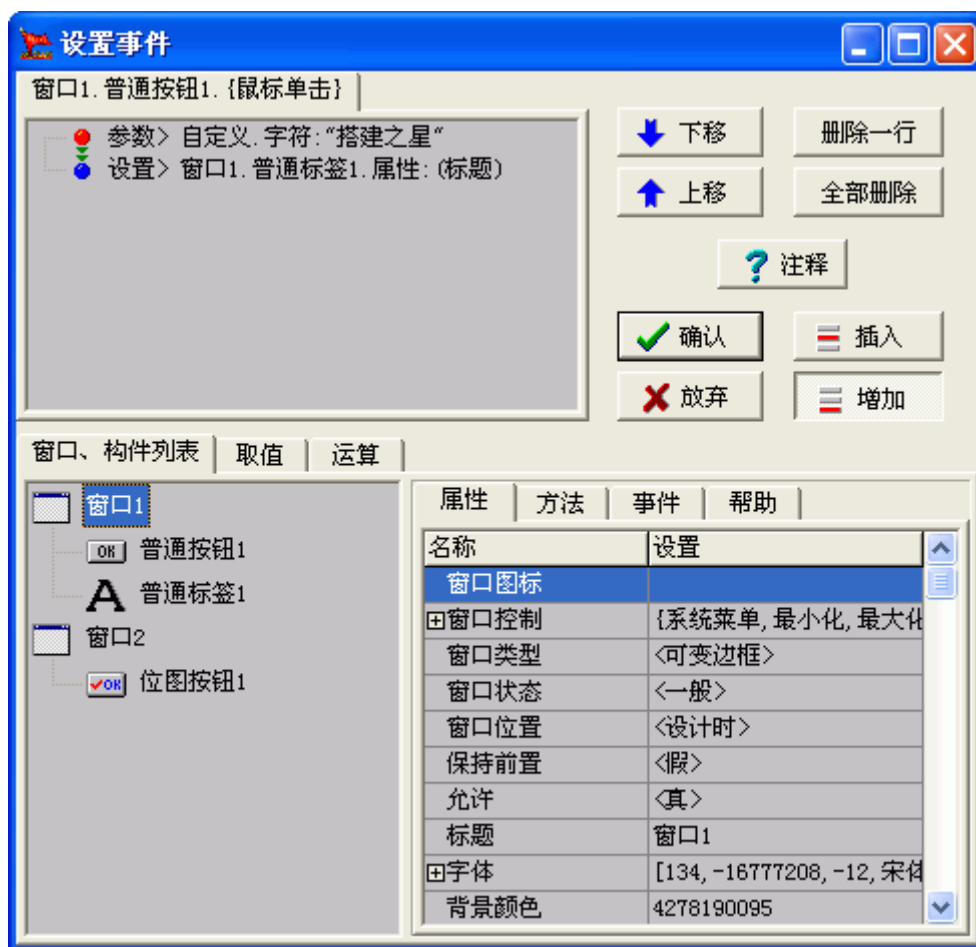 设置事件
窗口1.普通按钮1.{鼠标单击}
参数> 自定义.字符:"搭建之星"
设置> 窗口1.普通标签1.属性:(标题)
下移 删除一行
上移 全部删除
注释
确认 插入
放弃 增加
窗口、构件列表 取值 运算
窗口1
OK 普通按钮1
A 普通标签1
窗口2
OK 位图按钮1
属性 方法 事件 帮助
名称 设置
窗口图标
窗口控制 {系统菜单,最小化,最大化
窗口类型 <可变边框>
窗口状态 <一般>
窗口位置 <设计时>
保持前置 <假>
允许 <真>
标题 窗口1
字体 [134,-16777208,-12,宋体
背景颜色 4278190095